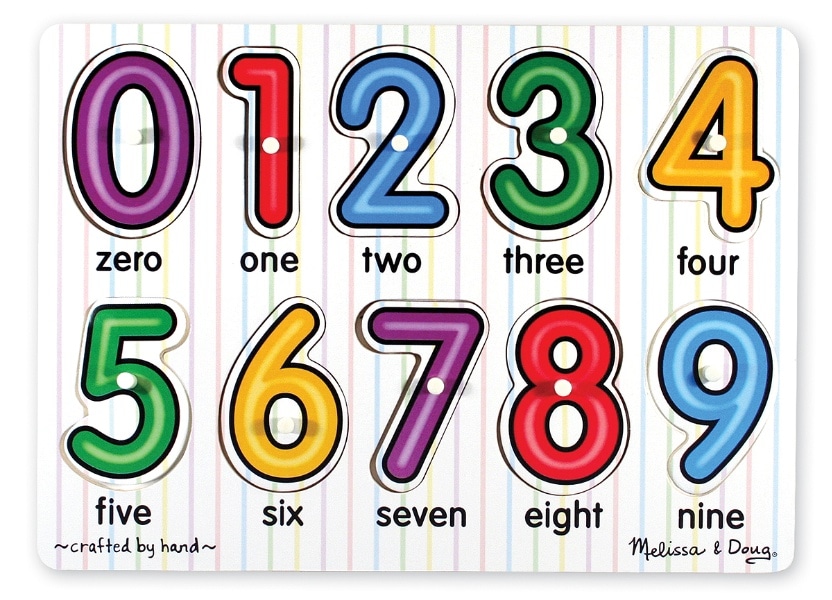 0 1 2 3 4
zero one two three four
5 6 7 8 9
five six seven eight nine
~crafted by hand~ Melissa & Doug®